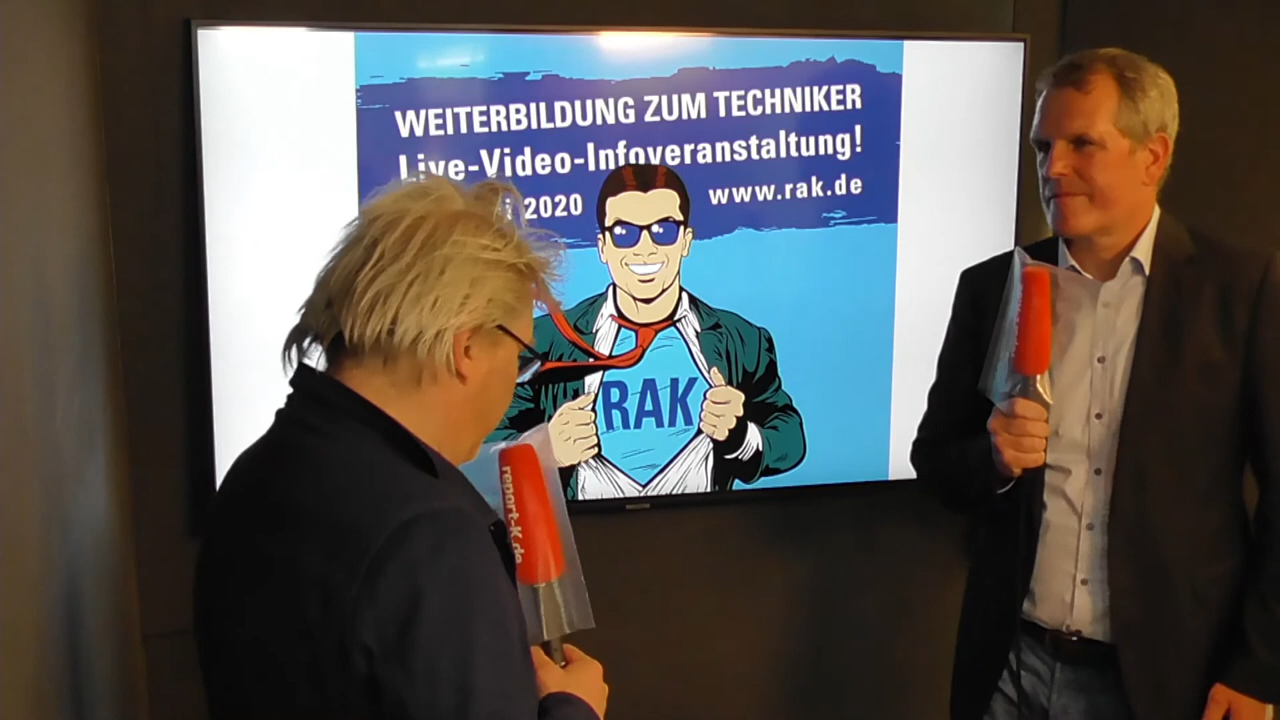 WEITERBILDUNG ZUM TECHNIKER
Live-Video-Infoveranstaltung!
2020 www.rak.de
RAK
report-K.de